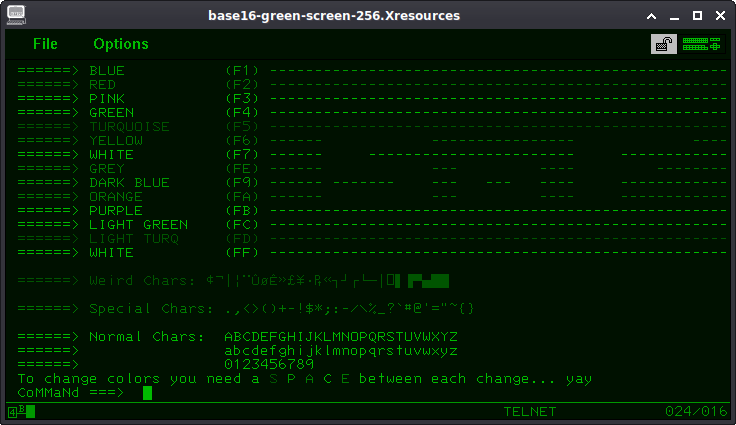 base16-green-screen-256.Xresources
File Options
======> BLUE (F1) ---------------------------------------------------
======> RED (F2) ---------------------------------------------------
======> PINK (F3) ---------------------------------------------------
======> GREEN (F4) ---------------------------------------------------
======> TURQUOISE (F5) ---------------------------------------------------
======> YELLOW (F6) ------ ---------------- ----
======> WHITE (F7) ------ ---------------------- ------------
======> GREY (FE) ------ --- ---- --------
======> DARK BLUE (F9) ------ ------- --- --- ---- ------------
======> ORANGE (FA) ------ --- ---- --------
======> PURPLE (FB) ---------------------------------------------------
======> LIGHT GREEN (FC) ---------------------------------------------------
======> LIGHT TURQ (FD) ---------------------------------------------------
======> WHITE (FF) ---------------------------------------------------
======> Weird Chars:
======> Special Chars: .,<>()+-!$*;:-/\%_?`#@'="~{}
======> Normal Chars: ABCDEFGHIJKLMNOPQRSTUVWXYZ
======> abcdefghijklmnopqrstuvwxyz
======> 0123456789
To change colors you need a S P A C E between each change... yay
CoMMaNd ===>
4B TELNET 024/016